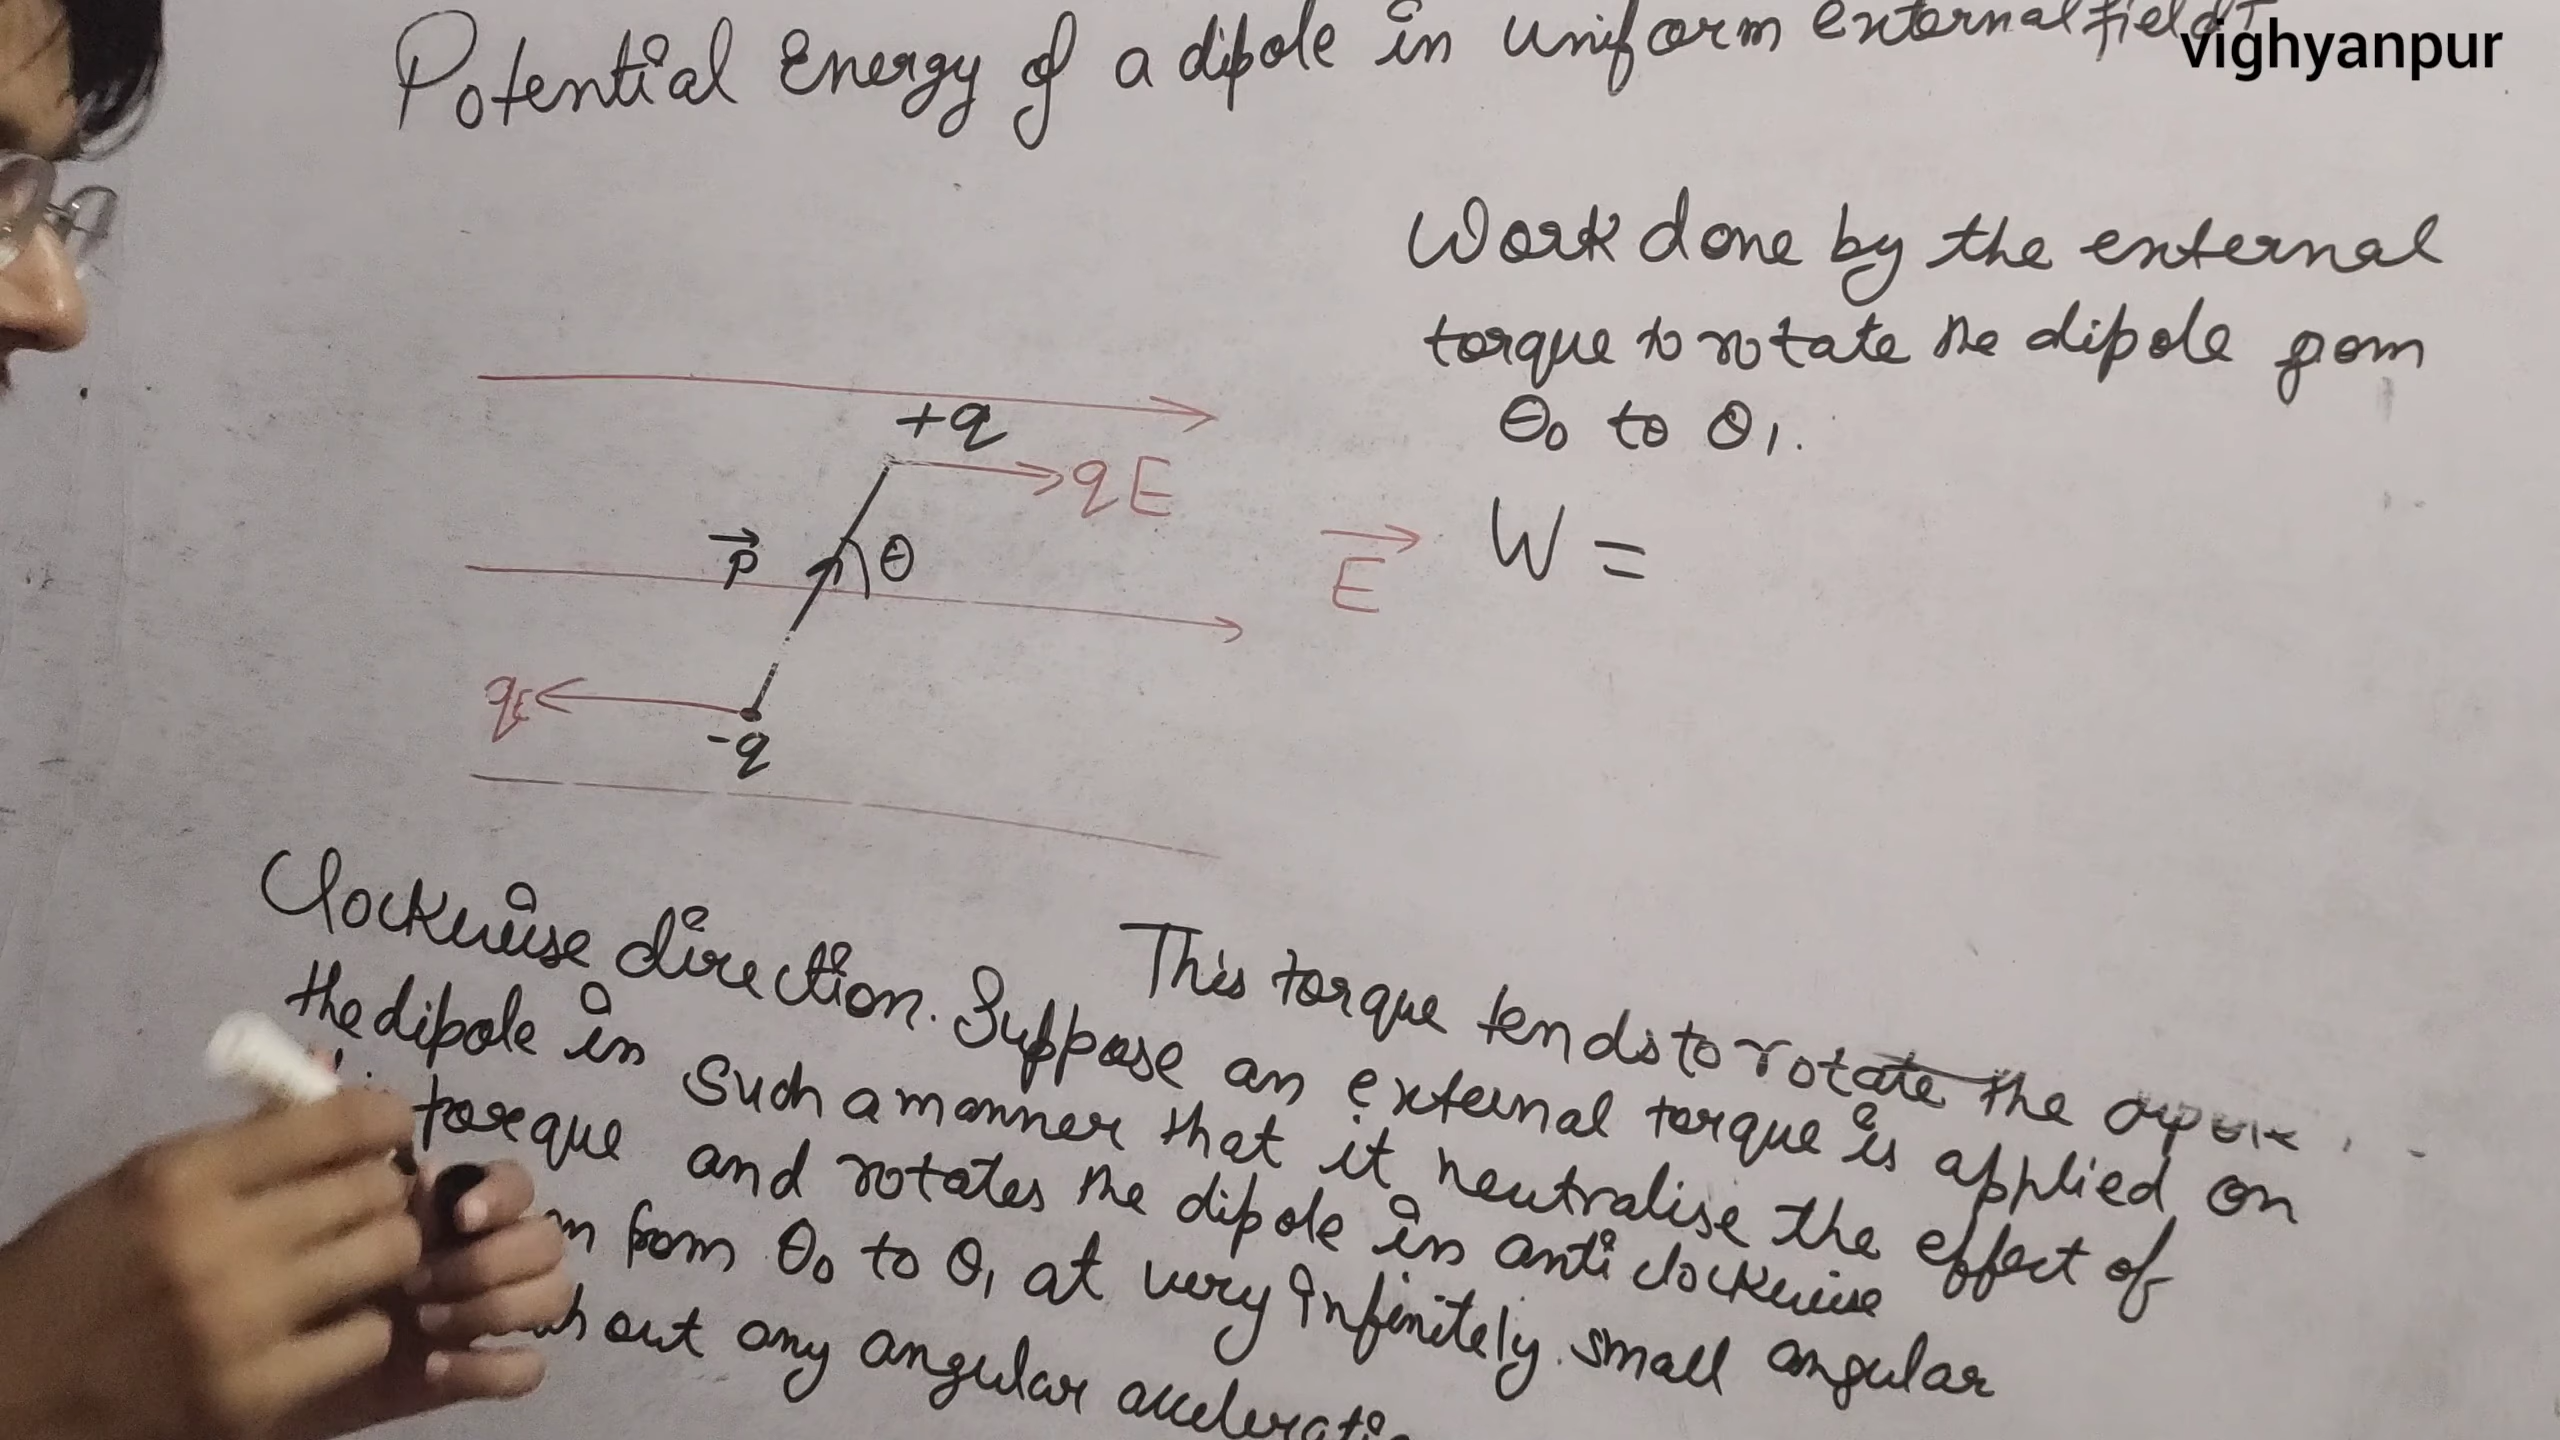 Potential Energy of a dipole in uniform external field
vighyanpur
Work done by the external
torque to rotate the dipole from
θ₀ to θ₁.
W =
+q
qE
p⃗
θ
E⃗
qE
-q
This torque tends to rotate the
Clockwise direction. Suppose an external torque is applied on
the dipole in such a manner that it neutralise the effect of
torque and rotates the dipole in anticlockwise
from θ₀ to θ₁ at very infinitely small angular
out any angular